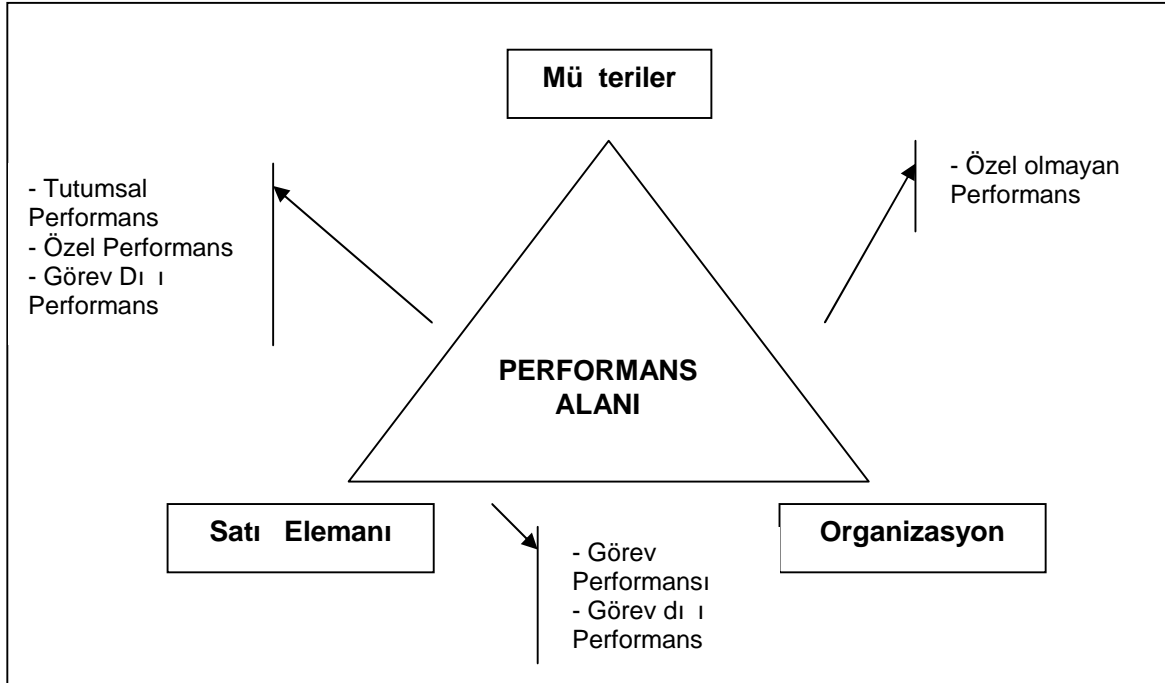 Mü teriler
- Tutumsal
Performans
- Özel Performans
- Görev Dı ı
Performans
- Özel olmayan
Performans
PERFORMANS
ALANI
Satı Elemanı
Organizasyon
- Görev
Performansı
- Görev dı ı
Performans